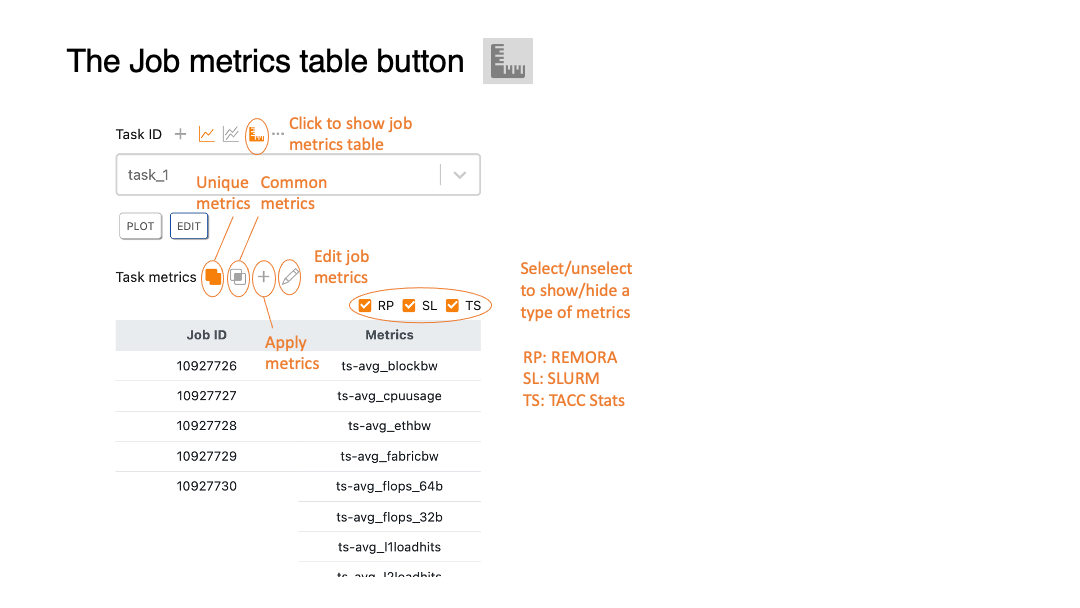 The Job metrics table button
Task ID
Click to show job
metrics table
task_1
Unique
metrics
Common
metrics
PLOT
EDIT
Task metrics
Edit job
metrics
RP SL TS
Select/unselect
to show/hide a
type of metrics
RP: REMORA
SL: SLURM
TS: TACC Stats
Apply
metrics
Job ID Metrics
10927726 ts-avg_blockbw
10927727 ts-avg_cpuusage
10927728 ts-avg_ethbw
10927729 ts-avg_fabricbw
10927730 ts-avg_flops_64b
ts-avg_flops_32b
ts-avg_l1loadhits
ts-avg_l2loadhits